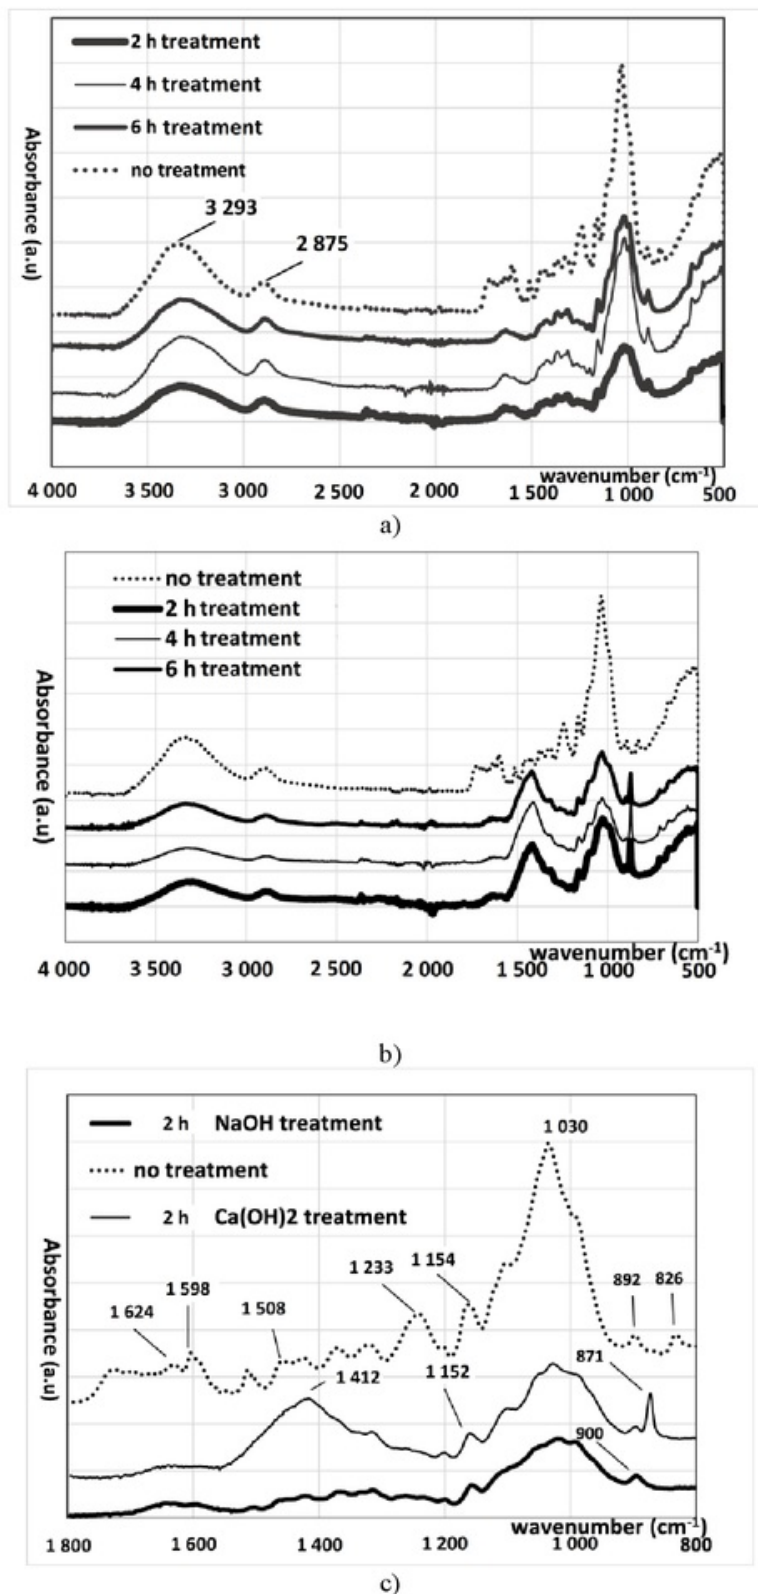 2 h treatment
4 h treatment
6 h treatment
no treatment
Absorbance (a.u)
3 293
2 875
wavenumber (cm⁻¹)
4 000 3 500 3 000 2 500 2 000 1 500 1 000 500
a)
no treatment
2 h treatment
4 h treatment
6 h treatment
Absorbance (a.u)
wavenumber (cm⁻¹)
4 000 3 500 3 000 2 500 2 000 1 500 1 000 500
b)
2 h NaOH treatment
no treatment
2 h Ca(OH)2 treatment
Absorbance (a.u)
1 030
1 233
1 154
1 598
1 624
1 508
892
826
1 412
1 152
871
900
wavenumber (cm⁻¹)
1 800 1 600 1 400 1 200 1 000 800
c)